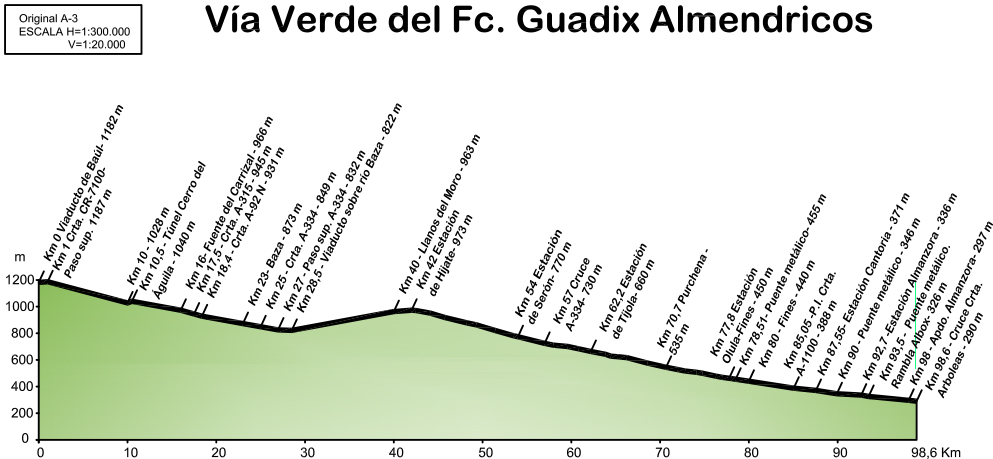 Original A-3
ESCALA H=1:300.000
V=1:20.000
Vía Verde del Fc. Guadix Almendricos
Km 0 Viaducto de Baúl- 1182 m
Km 1 Crta. CR-7100-
Paso sup. 1187 m
Km 10 - 1028 m
Km 10,5 - Túnel Cerro del
Águila - 1040 m
Km 16- Fuente del Carrizal - 966 m
Km 17,5 - Crta. A-315 - 945 m
Km 18,4 - Crta. A-92 N - 931 m
Km 23- Baza - 873 m
Km 25 - Crta. A-334 - 849 m
Km 27 - Paso sup. A-334 - 832 m
Km 28,5 - Viaducto sobre río Baza - 822 m
Km 40 - Llanos del Moro - 963 m
Km 42 Estación
de Hijate- 973 m
Km 54 Estación
de Serón- 770 m
Km 57 Cruce
A-334- 730 m
Km 62,2 Estación
de Tíjola- 660 m
Km 70,7 Purchena -
535 m
Km 77,8 Estación
Olula-Fines - 450 m
Km 78,51- Puente metálico- 455 m
Km 80 - Fines - 440 m
Km 85,05 -P. I. Crta.
A-1100 - 388 m
Km 87,55- Estación Cantoria - 371 m
Km 90 - Puente metálico - 346 m
Km 92,7 -Estación. Almanzora - 336 m
Km 93,5 - Puente metálico.
Rambla Albox- 326 m
Km 98 - Apdo. Almanzora- 297 m
Km 98,6 - Cruce Crta.
Arboleas - 290 m
m
1200
1000
800
600
400
200
0
0 10 20 30 40 50 60 70 80 90 98,6 Km